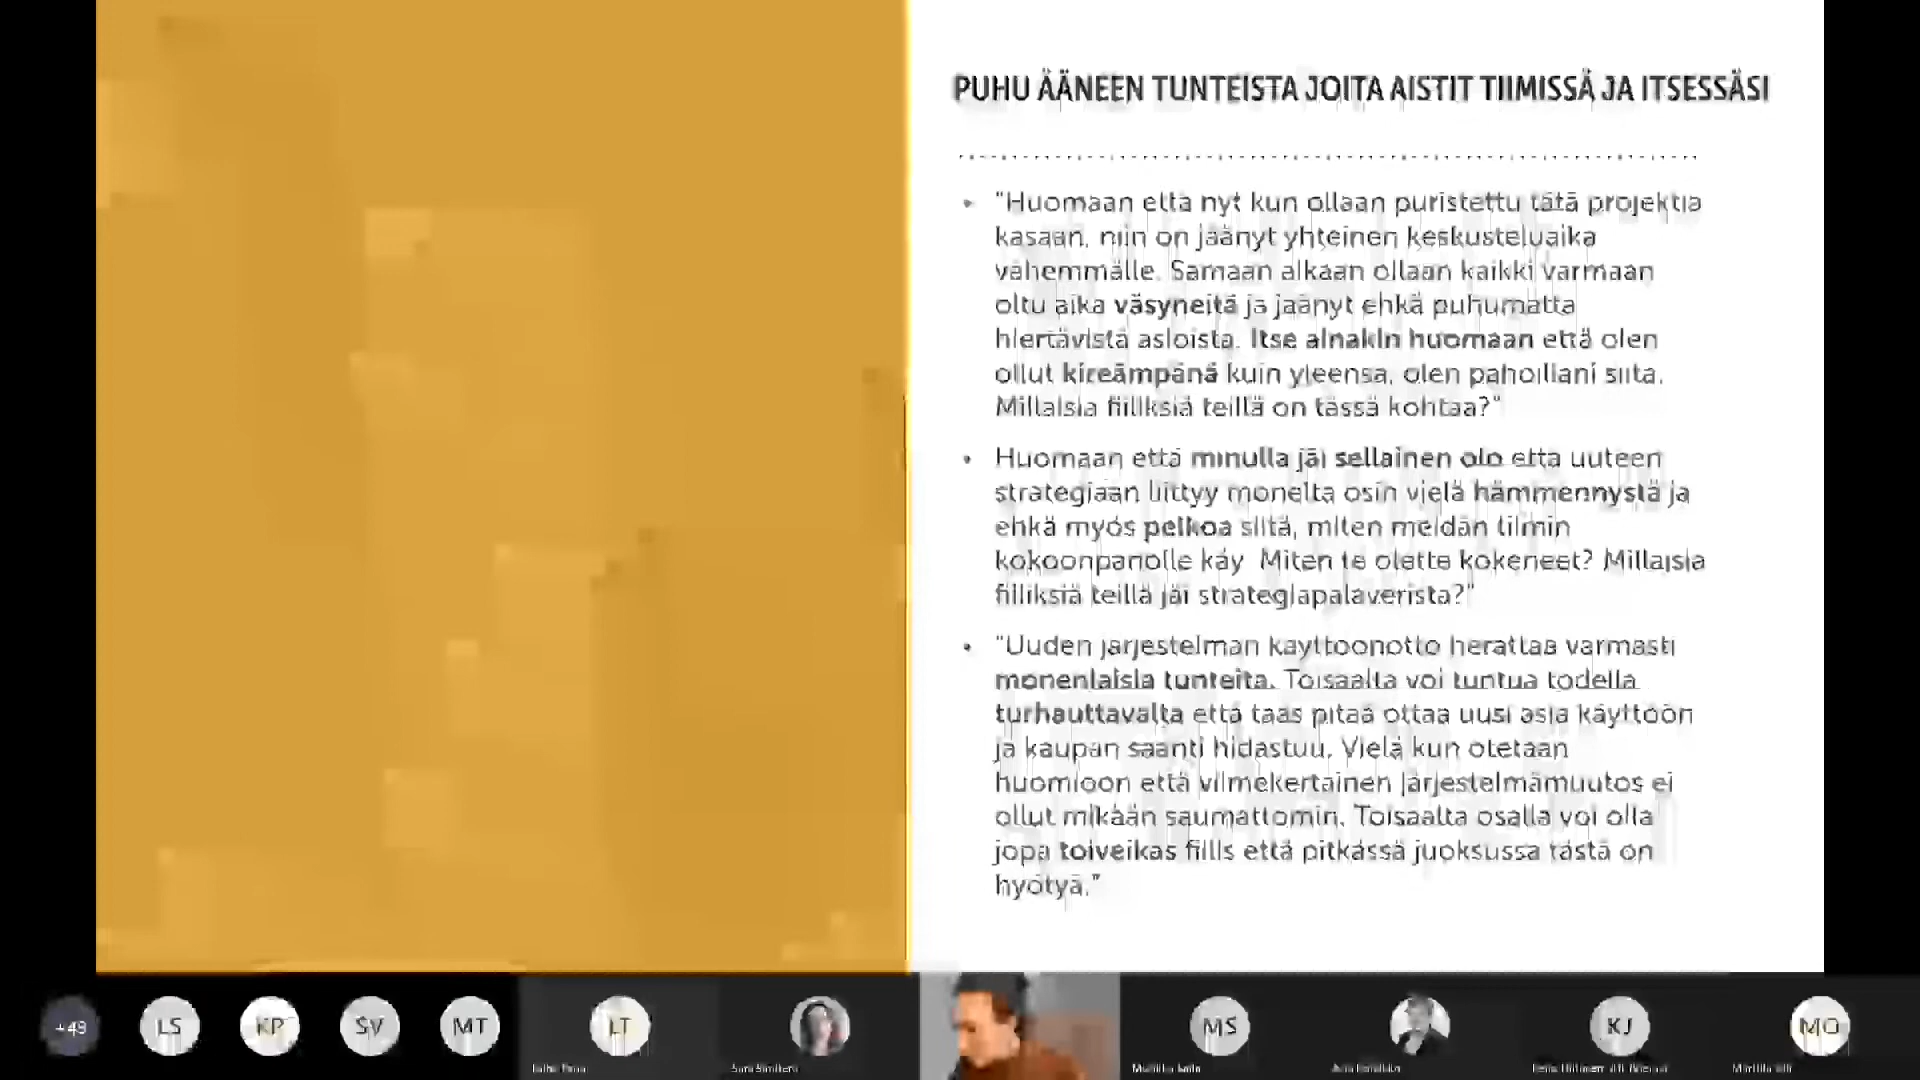 PUHU ÄÄNEEN TUNTEISTA JOITA AISTIT TIIMISSÄ JA ITSESSÄSI
• "Huomaan että nyt kun ollaan puristettu tätä projektia
kasaan, niin on jäänyt yhteinen keskusteluaika
vähemmälle. Samaan aikaan ollaan kaikki varmaan
oltu aika väsyneitä ja jäänyt ehkä puhumatta
hiertävistä asioista. Itse ainakin huomaan että olen
ollut kireämpänä kuin yleensä, olen pahoillani siitä.
Millaisia fiiliksiä teillä on tässä kohtaa?"
• Huomaan että minulla jäi sellainen olo että uuteen
strategiaan liittyy monelta osin vielä hämmennystä ja
ehkä myös pelkoa siitä, miten meidän tiimin
kokoonpanolle käy. Miten te olette kokeneet? Millaisia
fiiliksiä teillä jäi strategiapalaverista?"
• "Uuden järjestelmän käyttöönotto herättää varmasti
monenlaisia tunteita. Toisaalta voi tuntua todella
turhauttavalta että taas pitää ottaa uusi asia käyttöön
ja kaupan saanti hidastuu. Vielä kun otetaan
huomioon että viimekertainen järjestelmämuutos ei
ollut mikään saumattomin. Toisaalta osalla voi olla
jopa toiveikas fiilis että pitkässä juoksussa tästä on
hyötyä."
+49 LS KP SV MT LT MS KJ MO